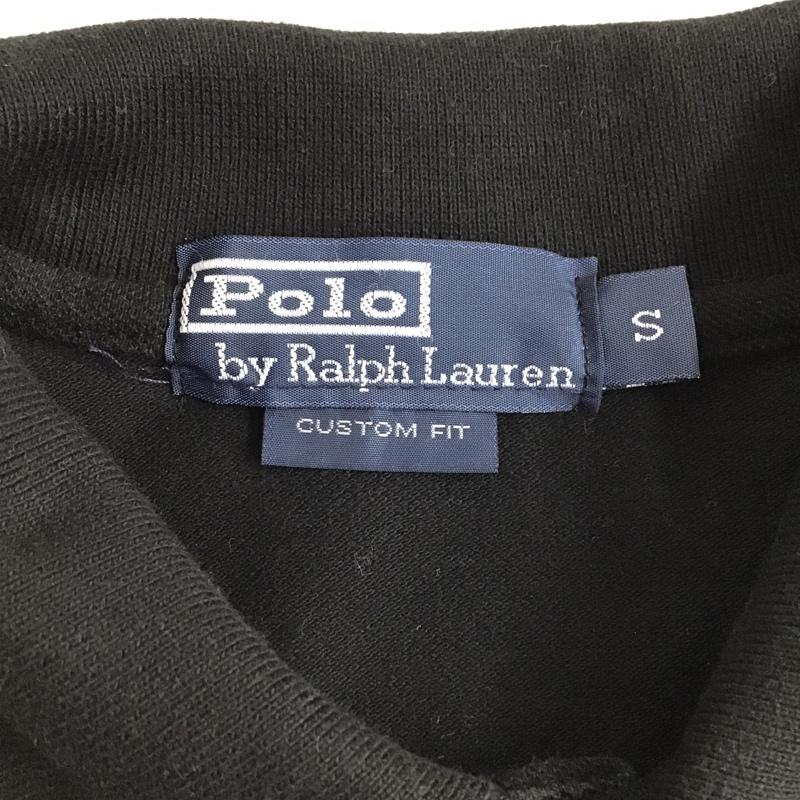 Polo
by Ralph Lauren
S
CUSTOM FIT